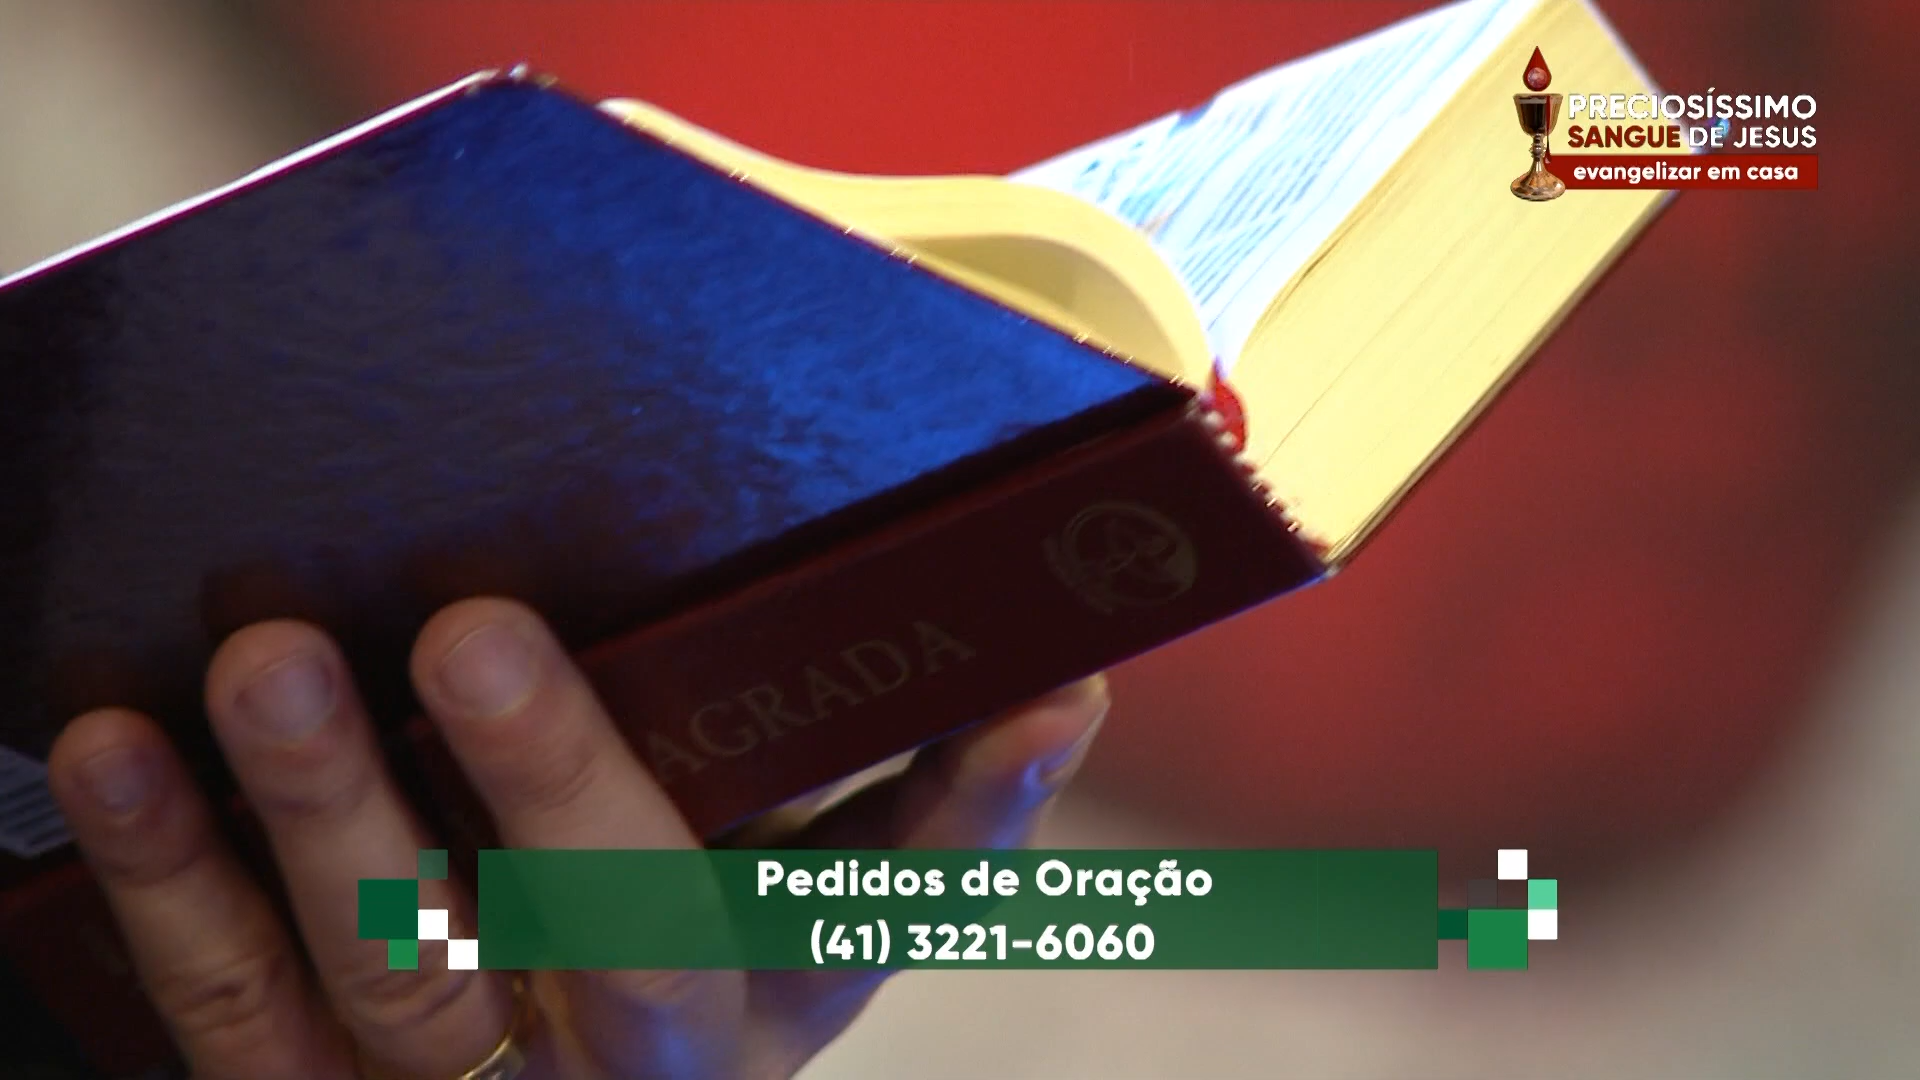 PRECIOSÍSSIMO
SANGUE DE JESUS
evangelizar em casa
AGRADA
Pedidos de Oração
(41) 3221-6060